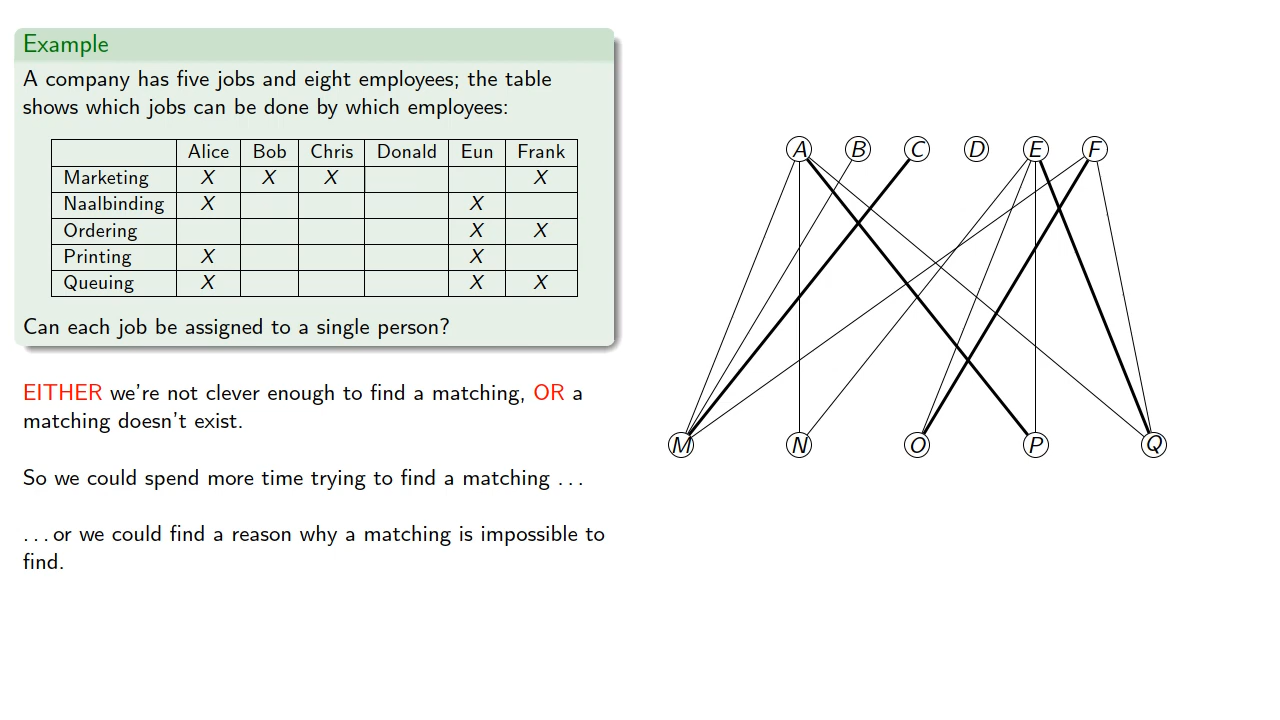 Example
A company has five jobs and eight employees; the table
shows which jobs can be done by which employees:
Alice Bob Chris Donald Eun Frank
Marketing X X X X
Naalbinding X X
Ordering X X
Printing X X
Queuing X X X
Can each job be assigned to a single person?
EITHER we're not clever enough to find a matching, OR a
matching doesn't exist.
So we could spend more time trying to find a matching ...
...or we could find a reason why a matching is impossible to
find.
A B C D E F
M N O P Q